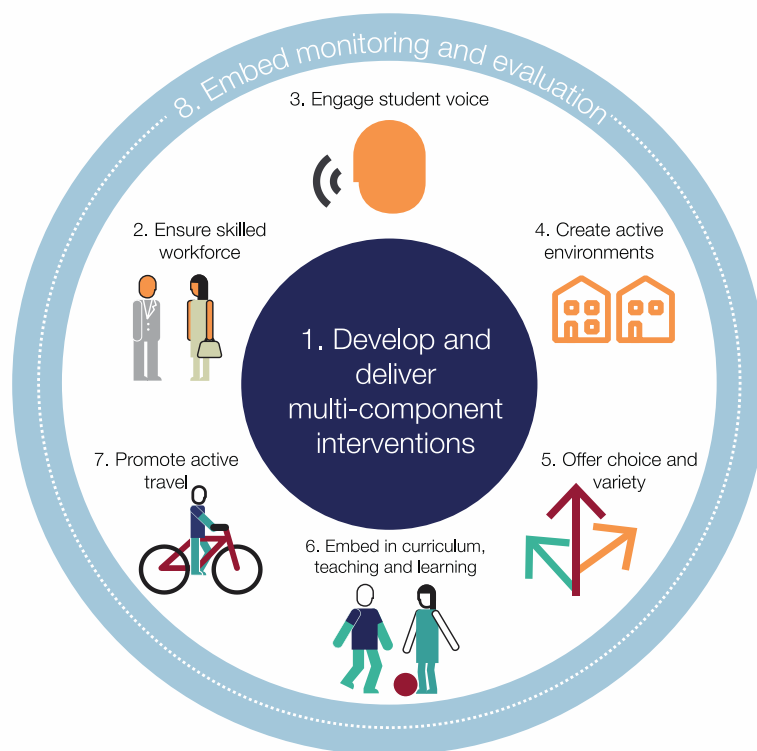 8. Embed monitoring and evaluation
3. Engage student voice
2. Ensure skilled
workforce
4. Create active
environments
1. Develop and
deliver
multi-component
interventions
7. Promote active
travel
5. Offer choice and
variety
6. Embed in curriculum,
teaching and learning